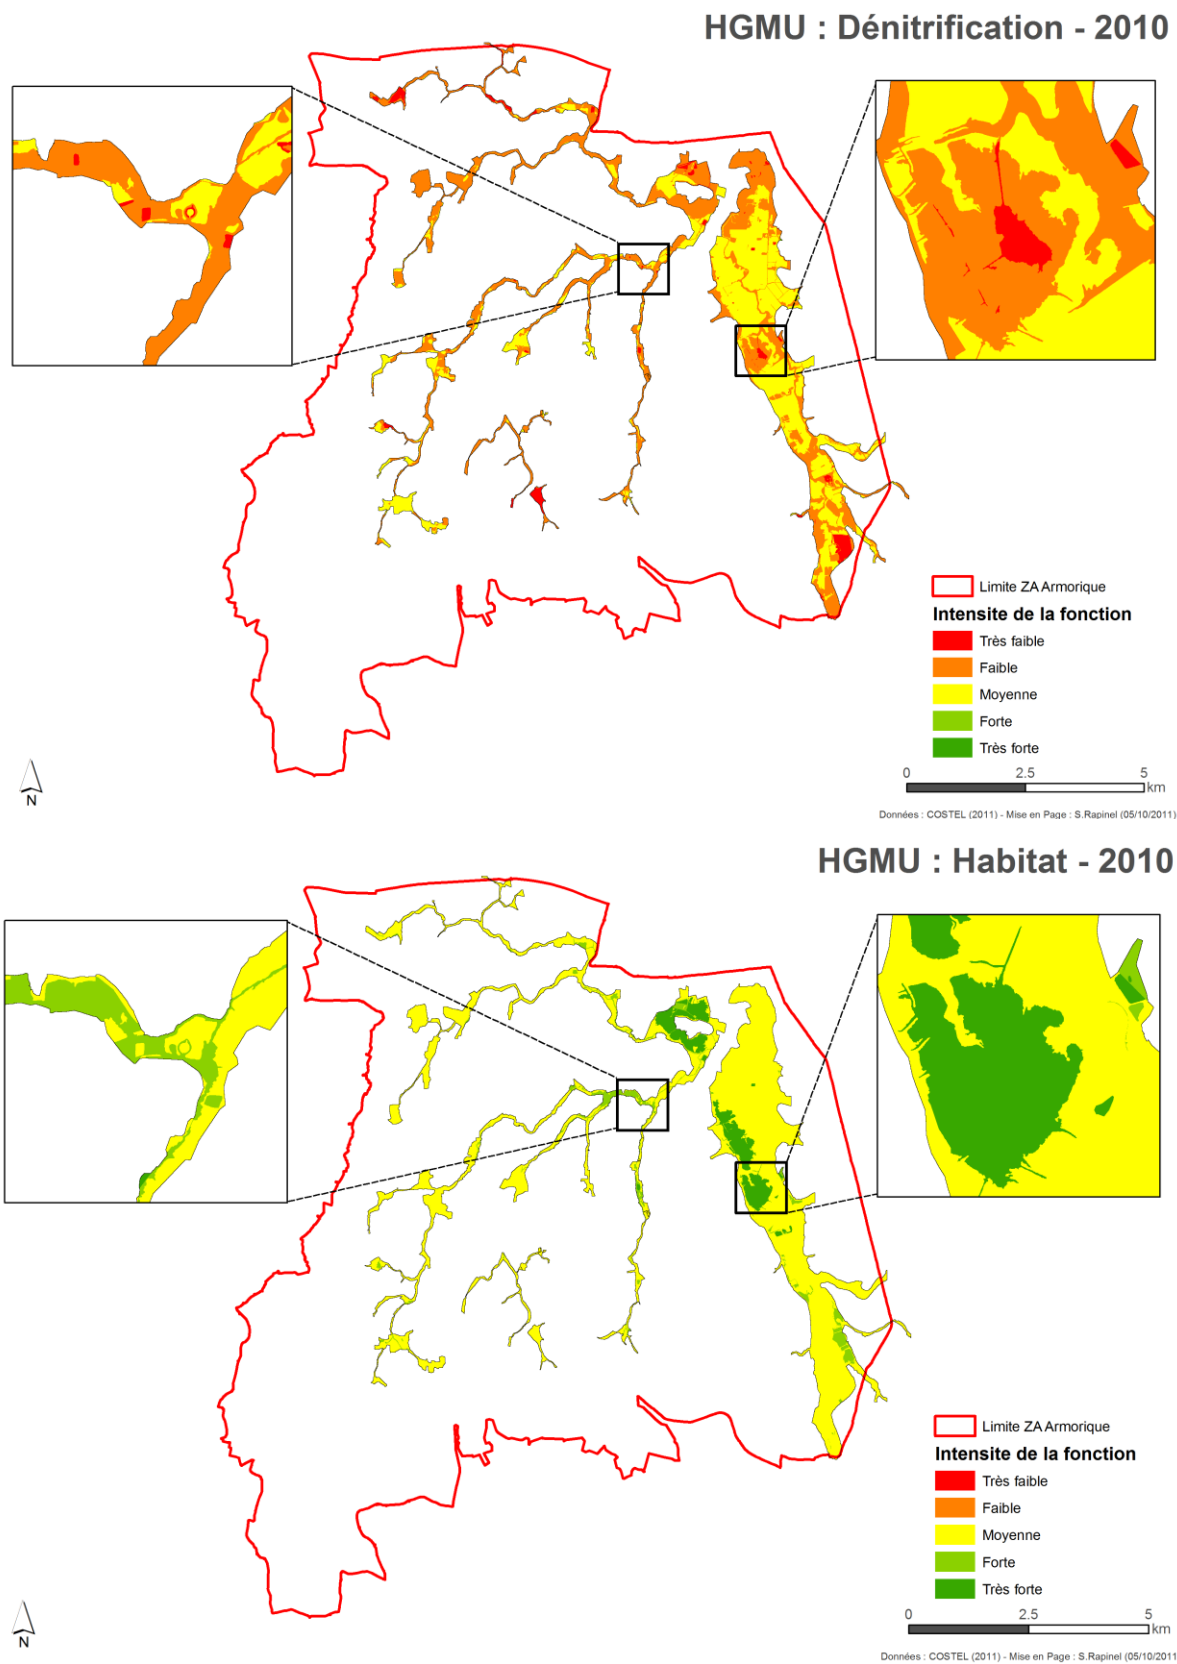 HGMU : Dénitrification - 2010
Limite ZA Armorique
Intensite de la fonction
Très faible
Faible
Moyenne
Forte
Très forte
0 2.5 5
km
N
Données : COSTEL (2011) - Mise en Page : S.Rapinel (05/10/2011)
HGMU : Habitat - 2010
Limite ZA Armorique
Intensite de la fonction
Très faible
Faible
Moyenne
Forte
Très forte
0 2.5 5
km
N
Données : COSTEL (2011) - Mise en Page : S.Rapinel (05/10/2011